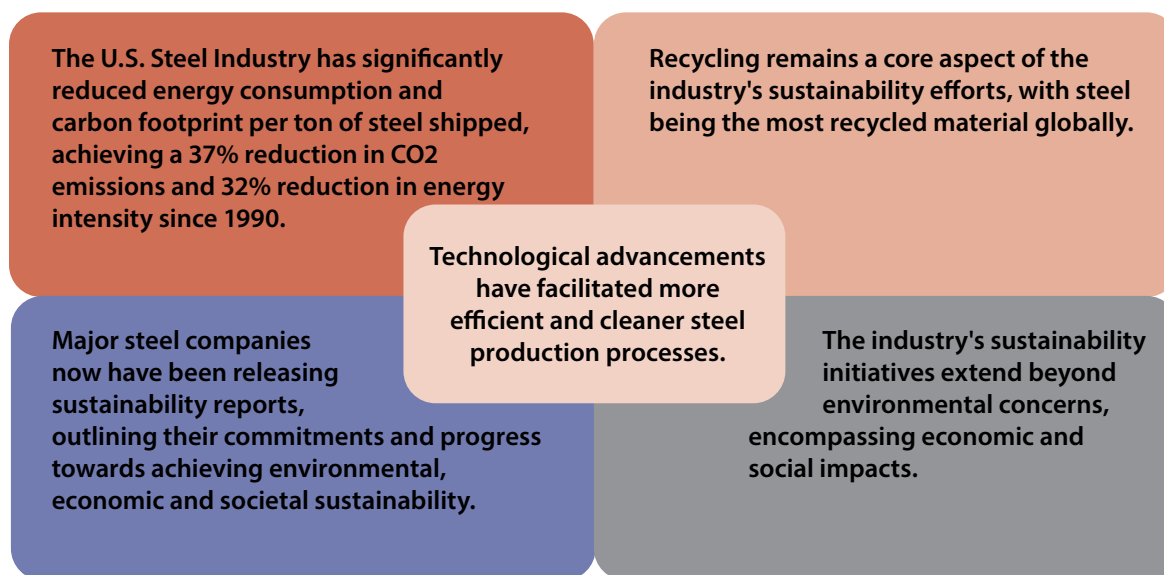 The U.S. Steel Industry has significantly
reduced energy consumption and
carbon footprint per ton of steel shipped,
achieving a 37% reduction in CO2
emissions and 32% reduction in energy
intensity since 1990.
Recycling remains a core aspect of the
industry's sustainability efforts, with steel
being the most recycled material globally.
Technological advancements
have facilitated more
efficient and cleaner steel
production processes.
Major steel companies
now have been releasing
sustainability reports,
outlining their commitments and progress
towards achieving environmental,
economic and societal sustainability.
The industry's sustainability
initiatives extend beyond
environmental concerns,
encompassing economic and
social impacts.